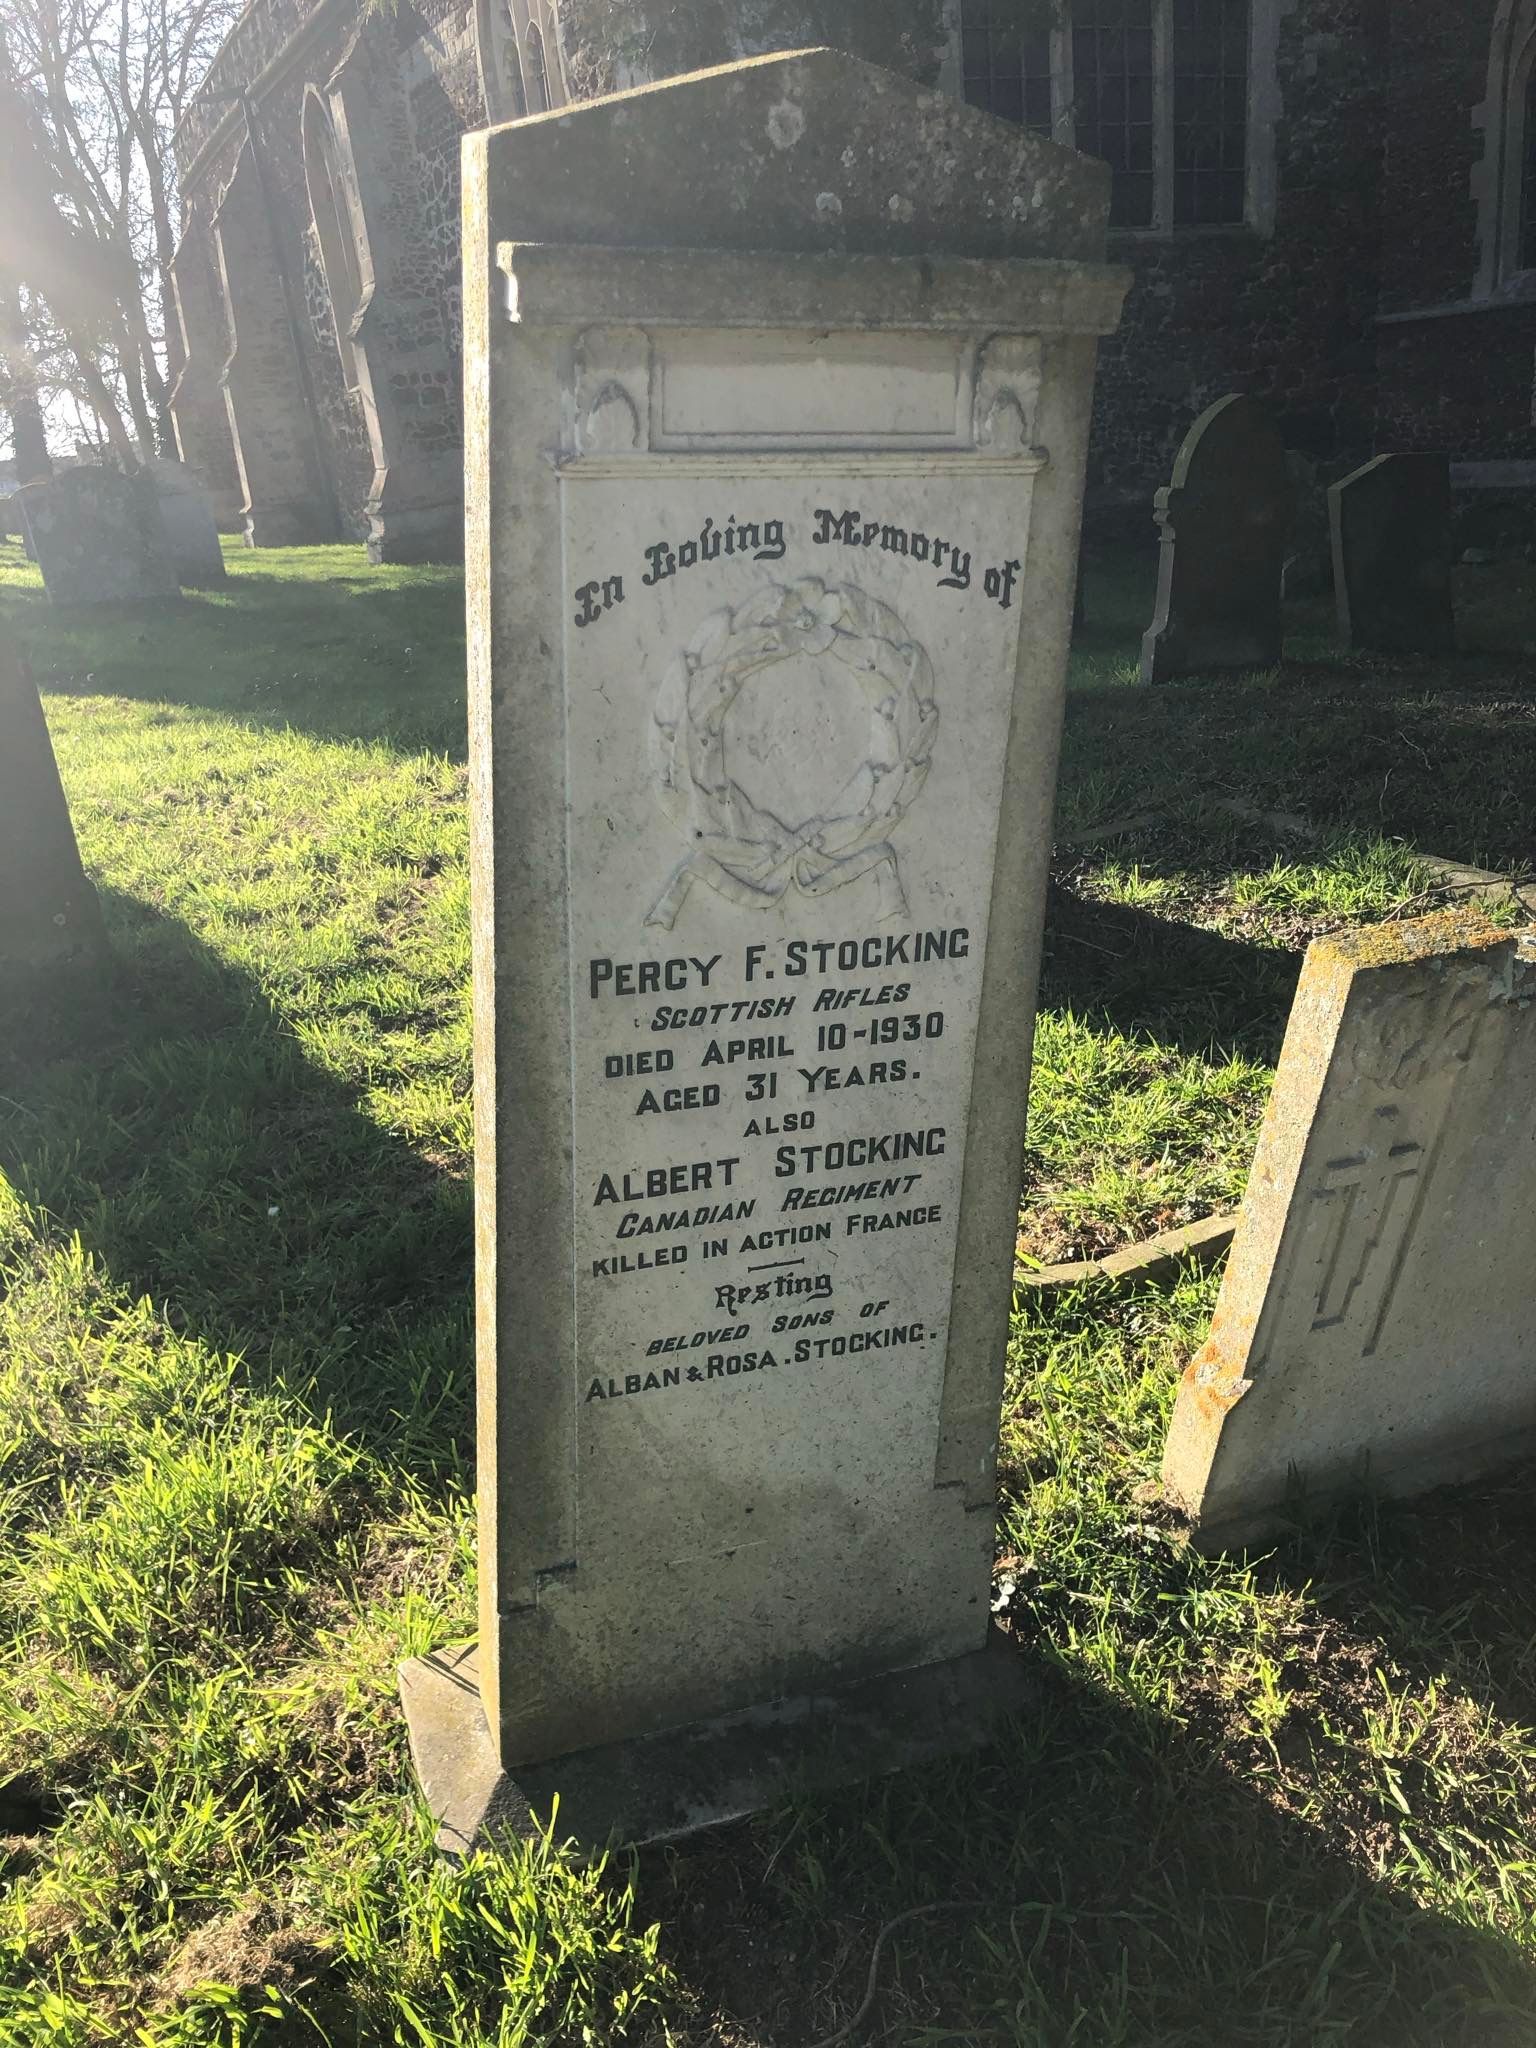 In Loving Memory of
PERCY F. STOCKING
SCOTTISH RIFLES
DIED APRIL 10-1930
AGED 31 YEARS.
ALSO
ALBERT STOCKING
CANADIAN REGIMENT
KILLED IN ACTION FRANCE
Resting
BELOVED SONS OF
ALBAN & ROSA . STOCKING.